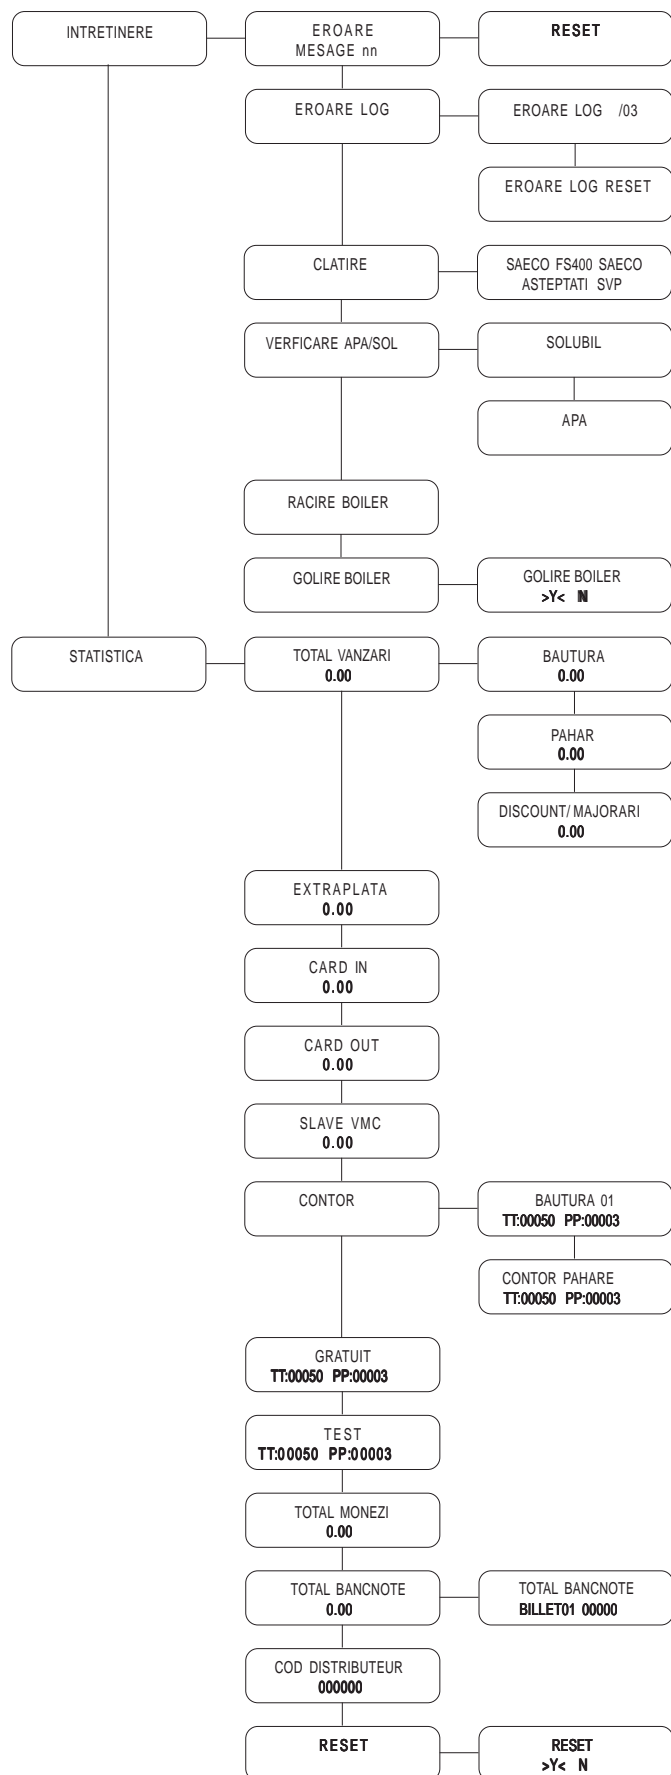 INTRETINERE
EROARE
MESAGE nn
RESET
EROARE LOG
EROARE LOG /03
EROARE LOG RESET
CLATIRE
SAECO FS400 SAECO
ASTEPTATI SVP
VERFICARE APA/SOL
SOLUBIL
APA
RACIRE BOILER
GOLIRE BOILER
GOLIRE BOILER
>Y< N
STATISTICA
TOTAL VANZARI
0.00
BAUTURA
0.00
PAHAR
0.00
DISCOUNT/MAJORARI
0.00
EXTRAPLATA
0.00
CARD IN
0.00
CARD OUT
0.00
SLAVE VMC
0.00
CONTOR
BAUTURA 01
TT:00050 PP:00003
CONTOR PAHARE
TT:00050 PP:00003
GRATUIT
TT:00050 PP:00003
TEST
TT:00050 PP:00003
TOTAL MONEZI
0.00
TOTAL BANCNOTE
0.00
TOTAL BANCNOTE
BILLET01 00000
COD DISTRIBUTEUR
000000
RESET
RESET
>Y< N